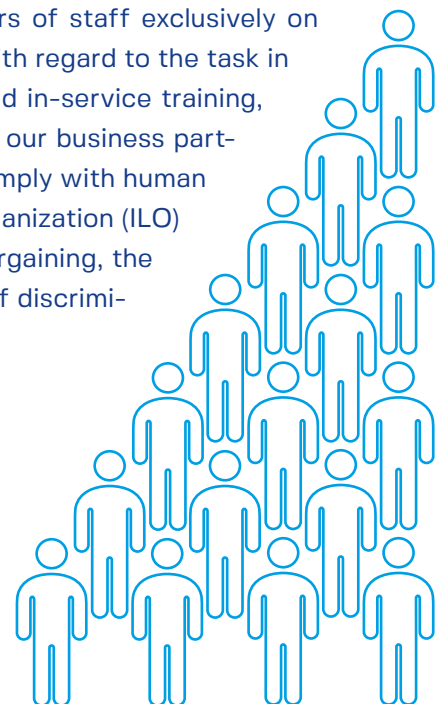 rs of staff exclusively on
th regard to the task in
d in-service training,
our business part-
mply with human
anization (ILO)
rgaining, the
f discrimi-